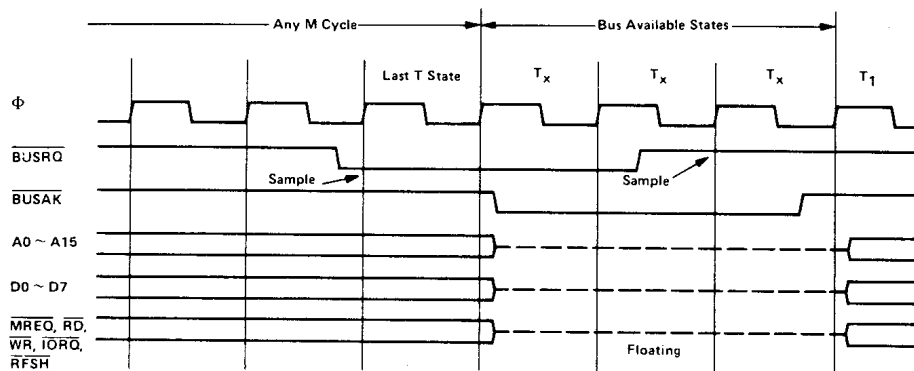 Any M Cycle
Bus Available States
Last T State
Tx
Tx
Tx
T1
Φ
BUSRQ
Sample
Sample
BUSAK
A0 ~ A15
D0 ~ D7
MREQ, RD,
WR, IORQ,
RFSH
Floating